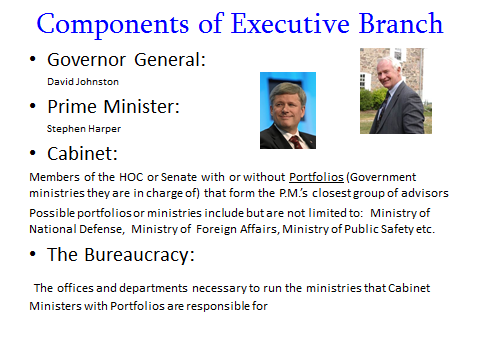 Components of Executive Branch
• Governor General:
David Johnston
• Prime Minister:
Stephen Harper
• Cabinet:
Members of the HOC or Senate with or without Portfolios (Government
ministries they are in charge of) that form the P.M.’s closest group of advisors
Possible portfolios or ministries include but are not limited to: Ministry of
National Defense, Ministry of Foreign Affairs, Ministry of Public Safety etc.
• The Bureaucracy:
The offices and departments necessary to run the ministries that Cabinet
Ministers with Portfolios are responsible for